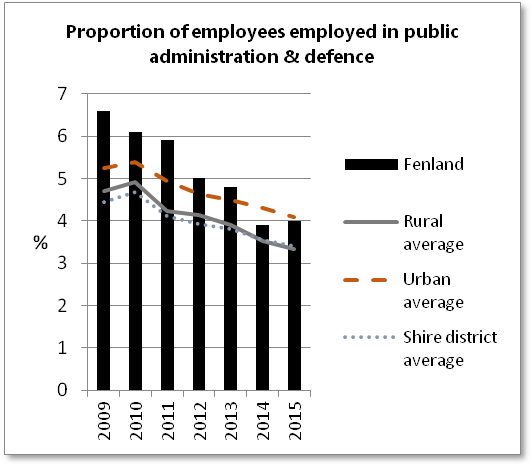 Proportion of employees employed in public
administration & defence
7
6
5
4
3
2
1
0
%
2009 2010 2011 2012 2013 2014 2015
Fenland
Rural
average
Urban
average
Shire district
average